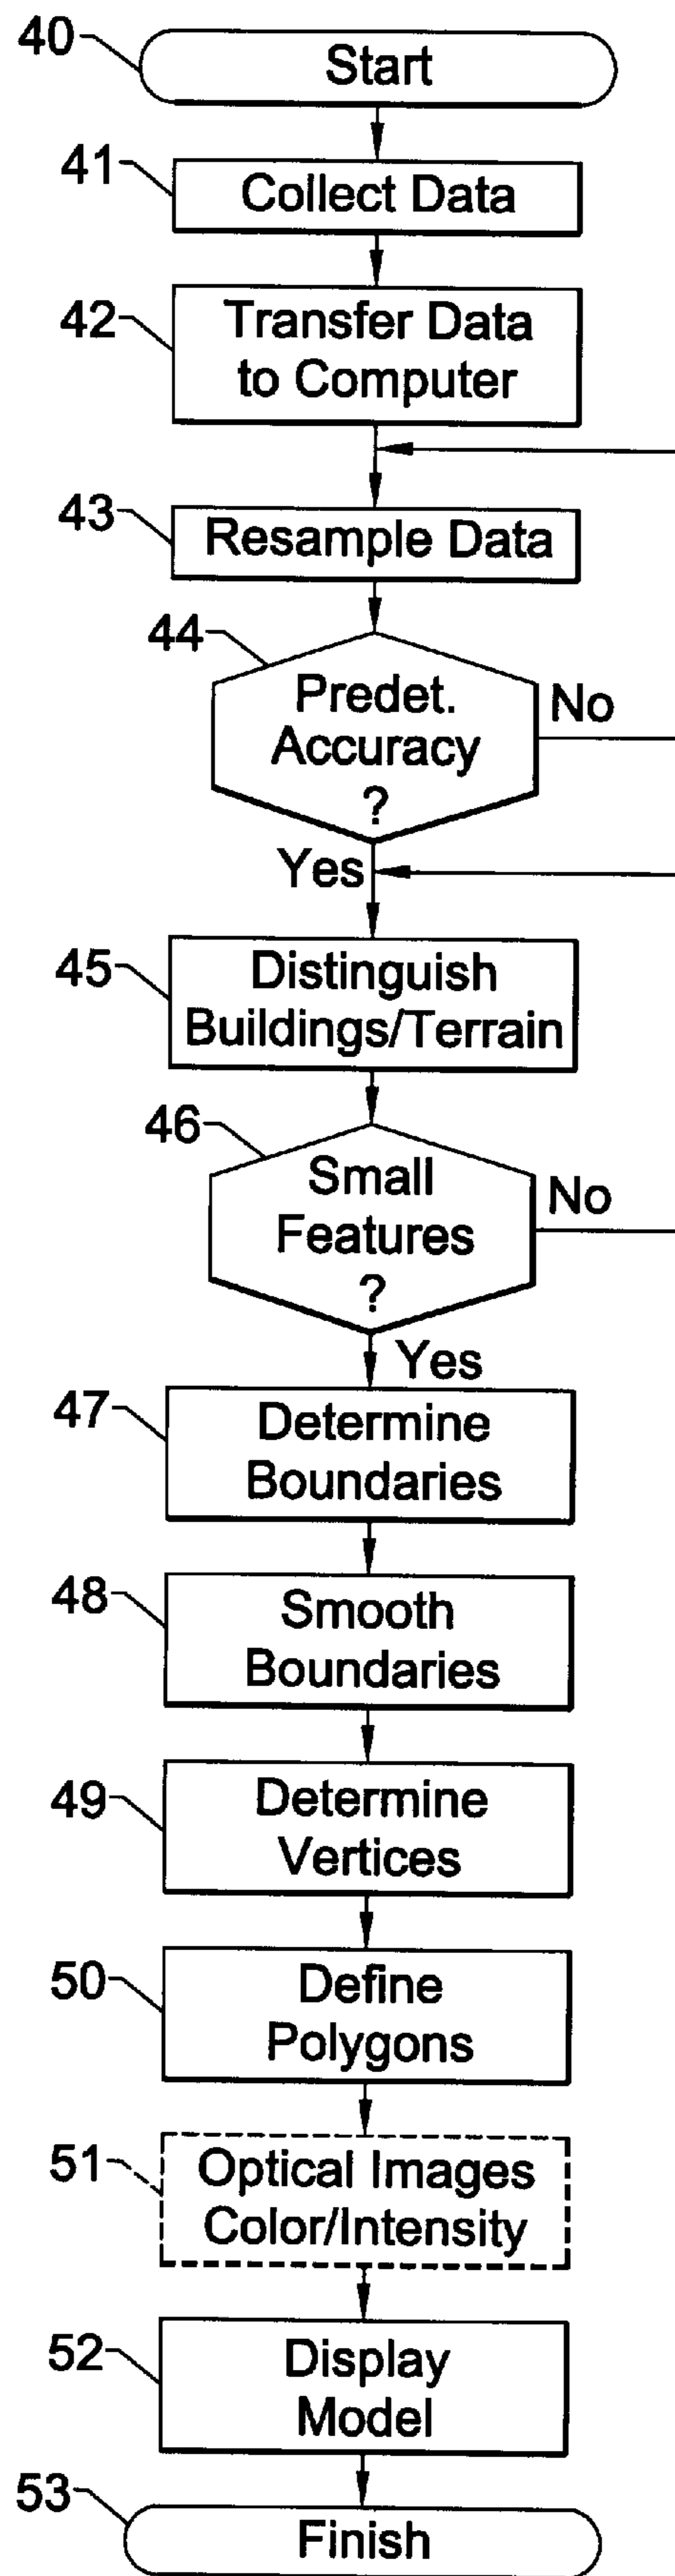 40
Start
41
Collect Data
42
Transfer Data
to Computer
43
Resample Data
44
Predet.
Accuracy
?
No
Yes
45
Distinguish
Buildings/Terrain
46
Small
Features
?
No
Yes
47
Determine
Boundaries
48
Smooth
Boundaries
49
Determine
Vertices
50
Define
Polygons
51
Optical Images
Color/Intensity
52
Display
Model
53
Finish